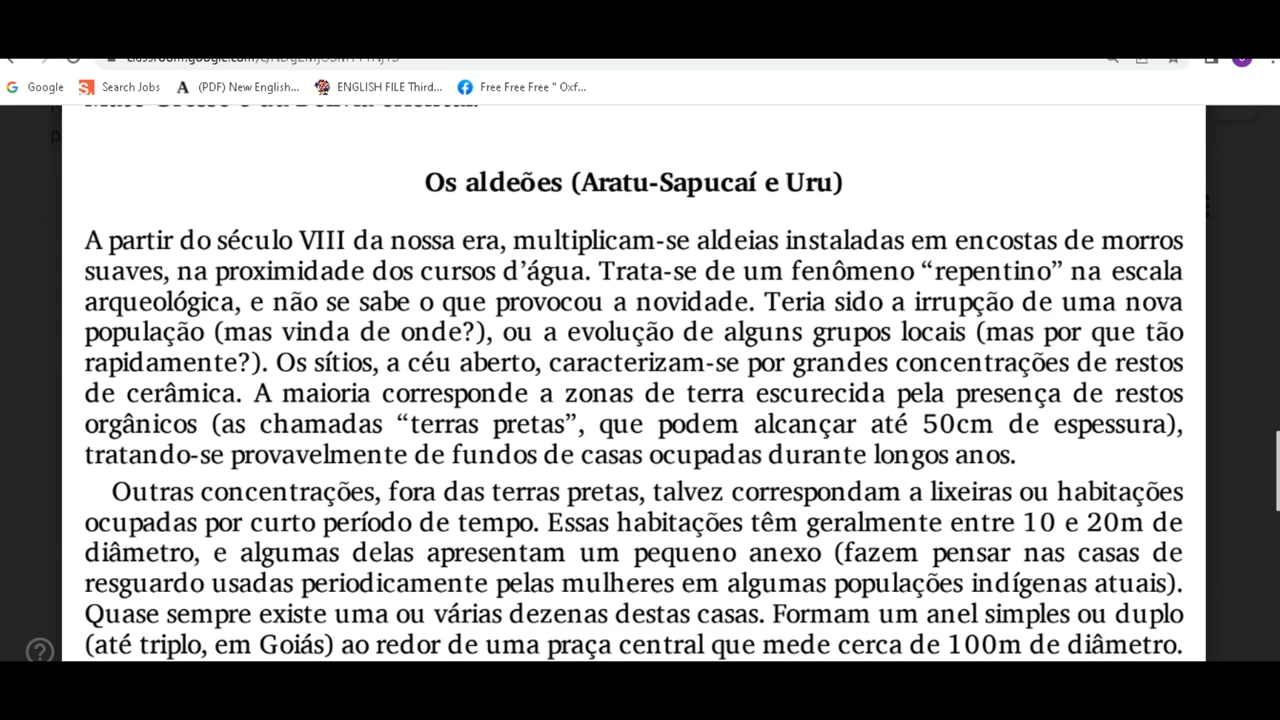 Google
Search Jobs
(PDF) New English...
ENGLISH FILE Third...
Free Free Free " Oxf...
Os aldeões (Aratu-Sapucaí e Uru)
A partir do século VIII da nossa era, multiplicam-se aldeias instaladas em encostas de morros
suaves, na proximidade dos cursos d’água. Trata-se de um fenômeno “repentino” na escala
arqueológica, e não se sabe o que provocou a novidade. Teria sido a irrupção de uma nova
população (mas vinda de onde?), ou a evolução de alguns grupos locais (mas por que tão
rapidamente?). Os sítios, a céu aberto, caracterizam-se por grandes concentrações de restos
de cerâmica. A maioria corresponde a zonas de terra escurecida pela presença de restos
orgânicos (as chamadas “terras pretas”, que podem alcançar até 50cm de espessura),
tratando-se provavelmente de fundos de casas ocupadas durante longos anos.
Outras concentrações, fora das terras pretas, talvez correspondam a lixeiras ou habitações
ocupadas por curto período de tempo. Essas habitações têm geralmente entre 10 e 20m de
diâmetro, e algumas delas apresentam um pequeno anexo (fazem pensar nas casas de
resguardo usadas periodicamente pelas mulheres em algumas populações indígenas atuais).
Quase sempre existe uma ou várias dezenas destas casas. Formam um anel simples ou duplo
(até triplo, em Goiás) ao redor de uma praça central que mede cerca de 100m de diâmetro.